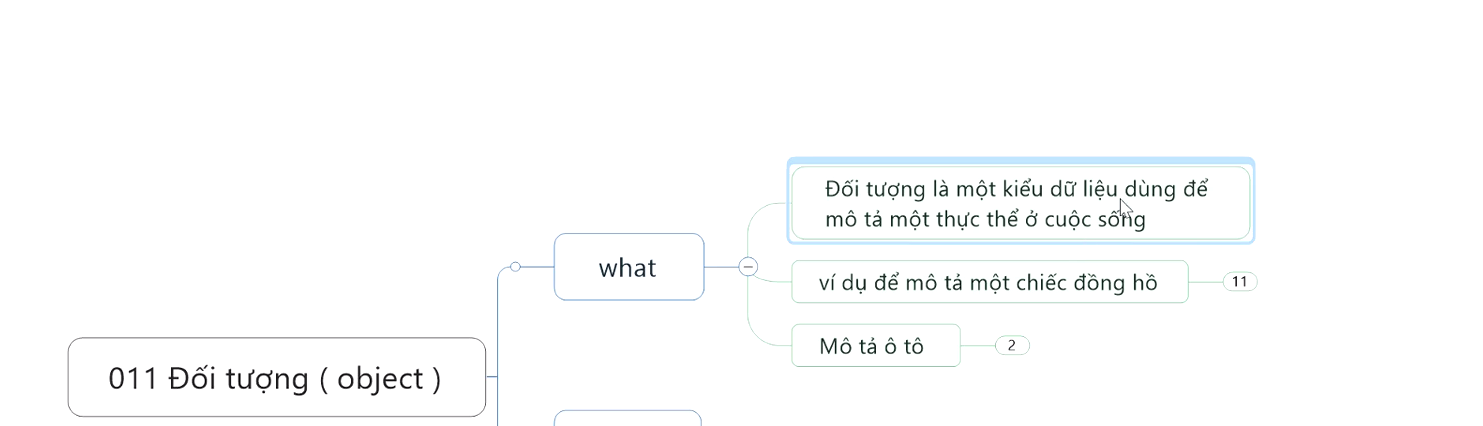 Đối tượng là một kiểu dữ liệu dùng để
mô tả một thực thể ở cuộc sống
what
ví dụ để mô tả một chiếc đồng hồ
11
Mô tả ô tô
2
011 Đối tượng ( object )